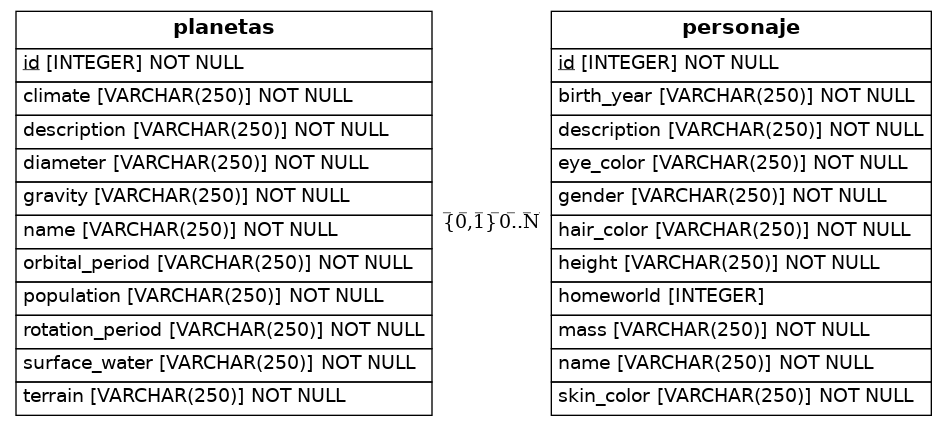 planetas
id [INTEGER] NOT NULL
climate [VARCHAR(250)] NOT NULL
description [VARCHAR(250)] NOT NULL
diameter [VARCHAR(250)] NOT NULL
gravity [VARCHAR(250)] NOT NULL
name [VARCHAR(250)] NOT NULL
orbital_period [VARCHAR(250)] NOT NULL
population [VARCHAR(250)] NOT NULL
rotation_period [VARCHAR(250)] NOT NULL
surface_water [VARCHAR(250)] NOT NULL
terrain [VARCHAR(250)] NOT NULL
{0,1} 0..N
personaje
id [INTEGER] NOT NULL
birth_year [VARCHAR(250)] NOT NULL
description [VARCHAR(250)] NOT NULL
eye_color [VARCHAR(250)] NOT NULL
gender [VARCHAR(250)] NOT NULL
hair_color [VARCHAR(250)] NOT NULL
height [VARCHAR(250)] NOT NULL
homeworld [INTEGER]
mass [VARCHAR(250)] NOT NULL
name [VARCHAR(250)] NOT NULL
skin_color [VARCHAR(250)] NOT NULL